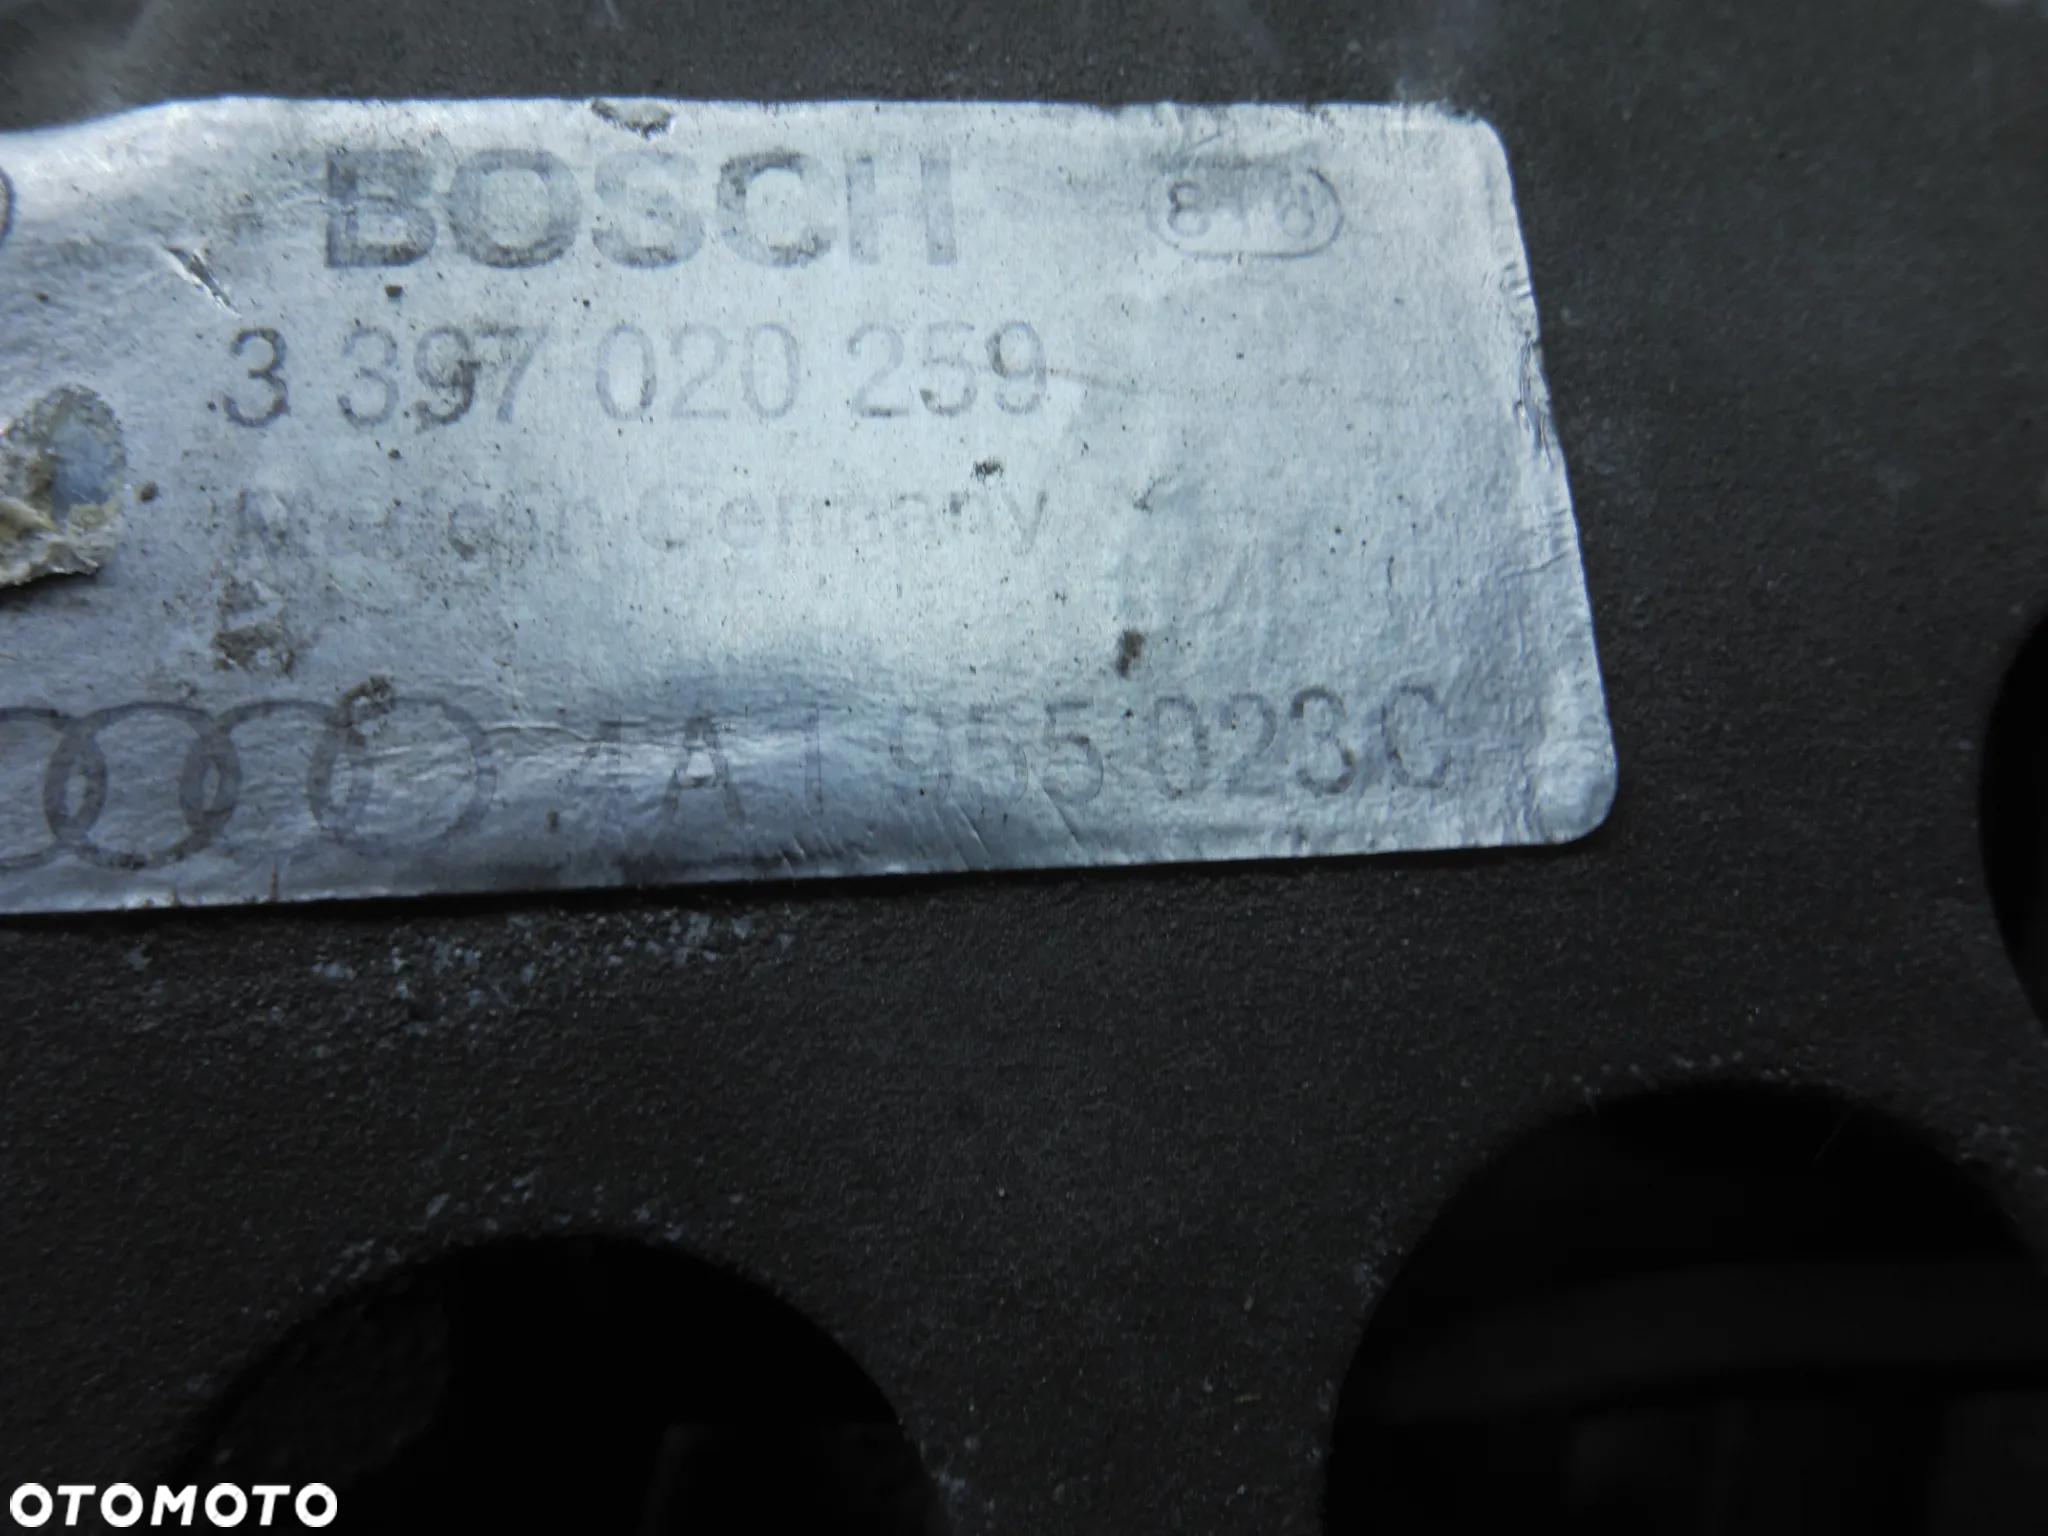 BOSCH
3 397 020 259
Made in Germany
4A1 955 023 C
OTOMOTO